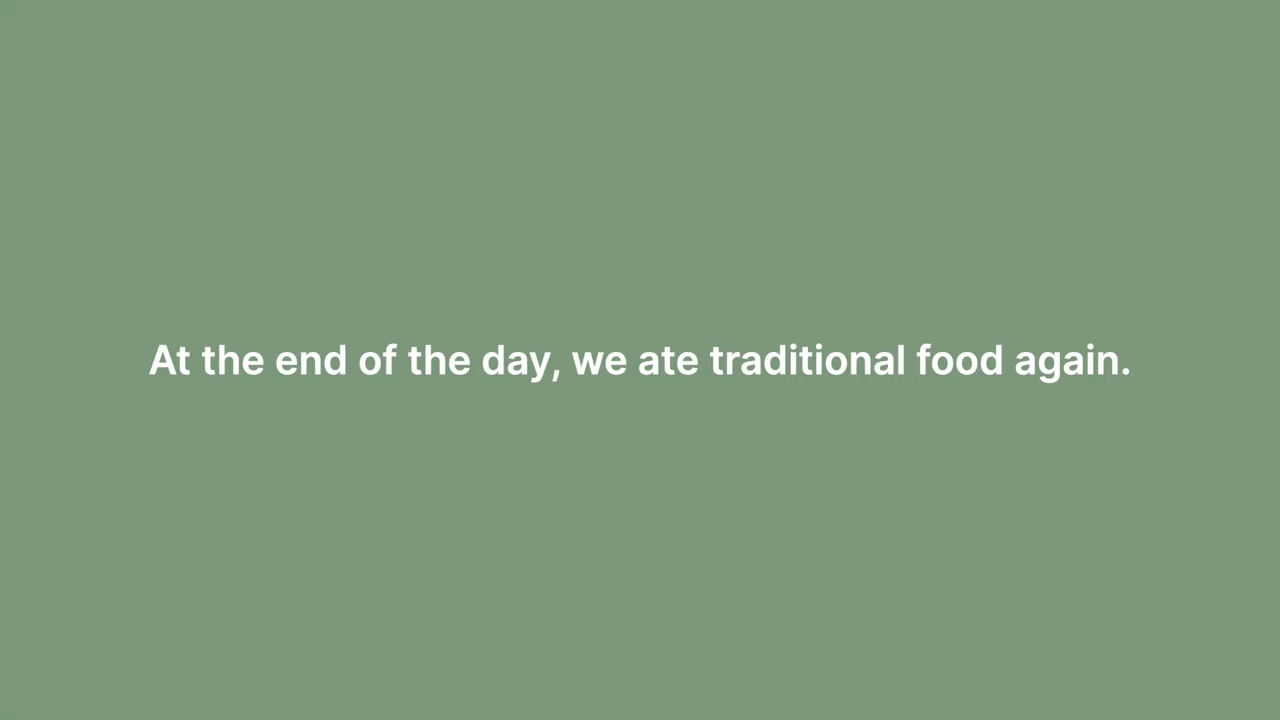 At the end of the day, we ate traditional food again.